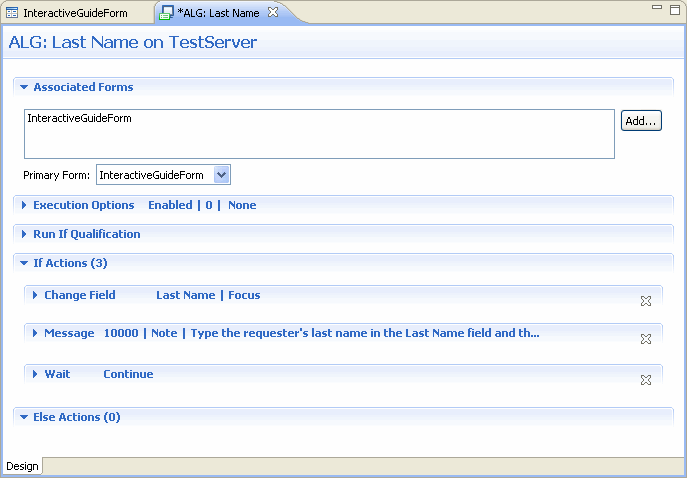 InteractiveGuideForm
*ALG: Last Name
ALG: Last Name on TestServer
Associated Forms
InteractiveGuideForm
Add...
Primary Form: InteractiveGuideForm
Execution Options Enabled | 0 | None
Run If Qualification
If Actions (3)
Change Field Last Name | Focus
Message 10000 | Note | Type the requester's last name in the Last Name field and th...
Wait Continue
Else Actions (0)
Design